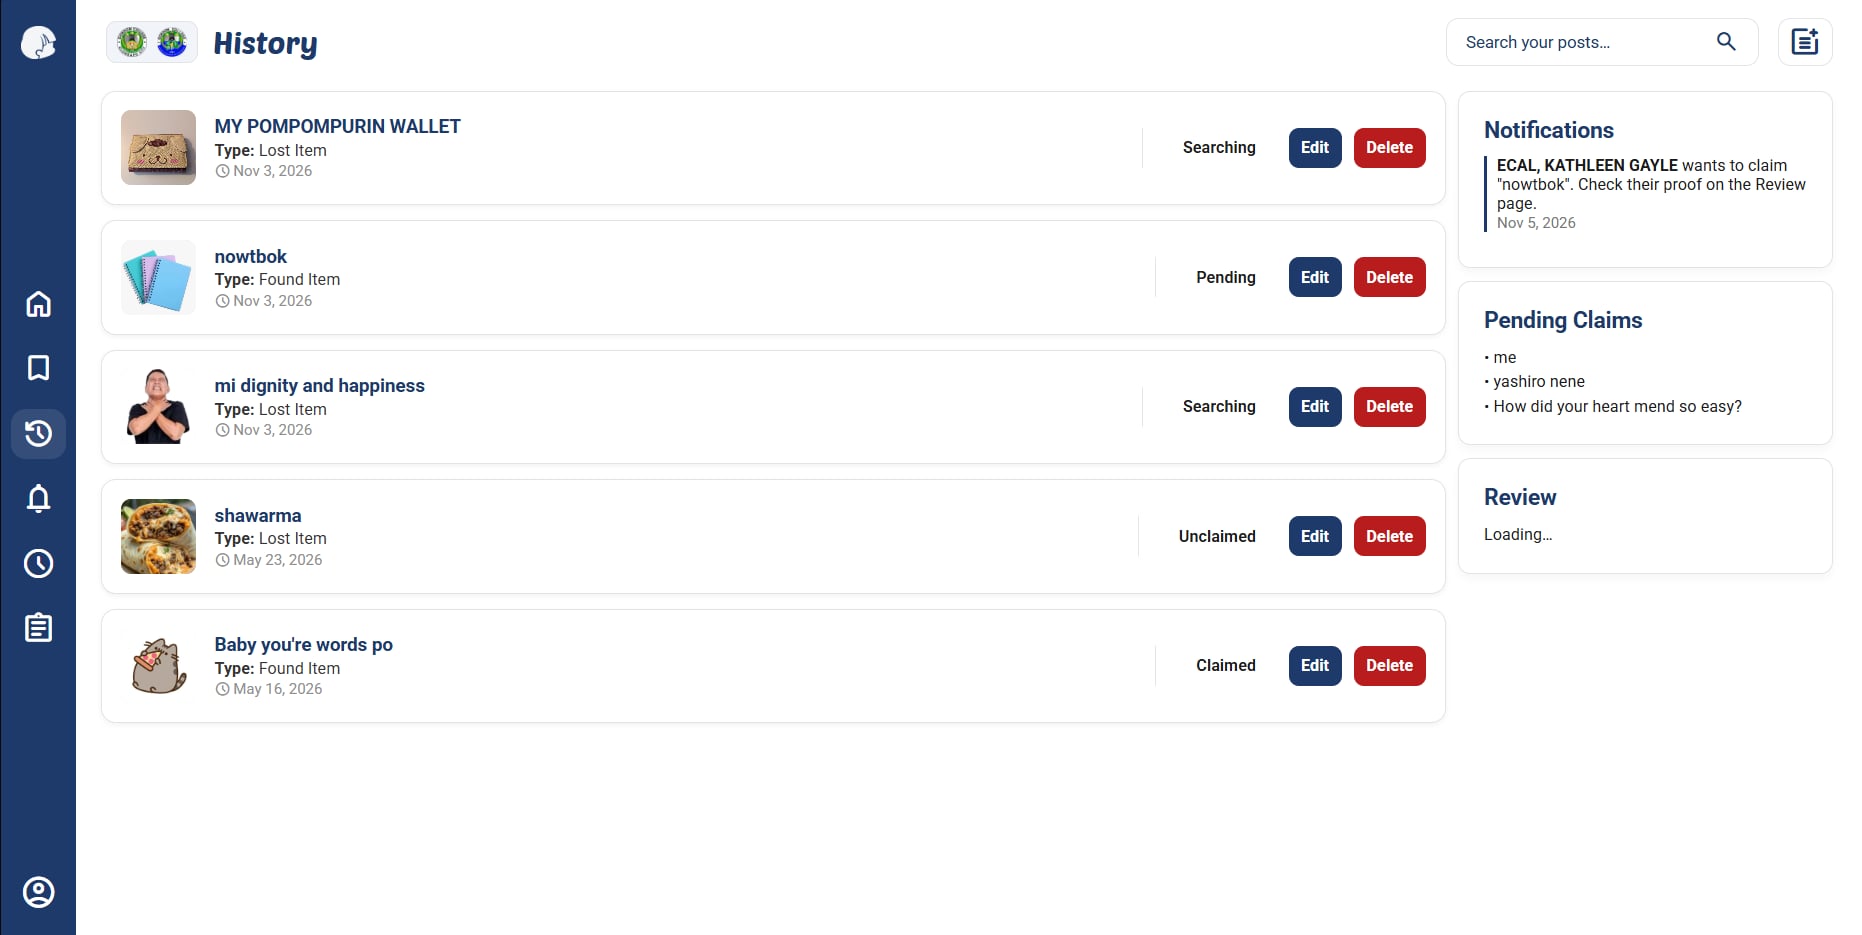 History
Search your posts...
MY POMPOMPURIN WALLET
Type: Lost Item
Nov 3, 2026
Searching
Edit
Delete
nowtbok
Type: Found Item
Nov 3, 2026
Pending
Edit
Delete
mi dignity and happiness
Type: Lost Item
Nov 3, 2026
Searching
Edit
Delete
shawarma
Type: Lost Item
May 23, 2026
Unclaimed
Edit
Delete
Baby you're words po
Type: Found Item
May 16, 2026
Claimed
Edit
Delete
Notifications
ECAL, KATHLEEN GAYLE wants to claim
"nowtbok". Check their proof on the Review
page.
Nov 5, 2026
Pending Claims
• me
• yashiro nene
• How did your heart mend so easy?
Review
Loading...